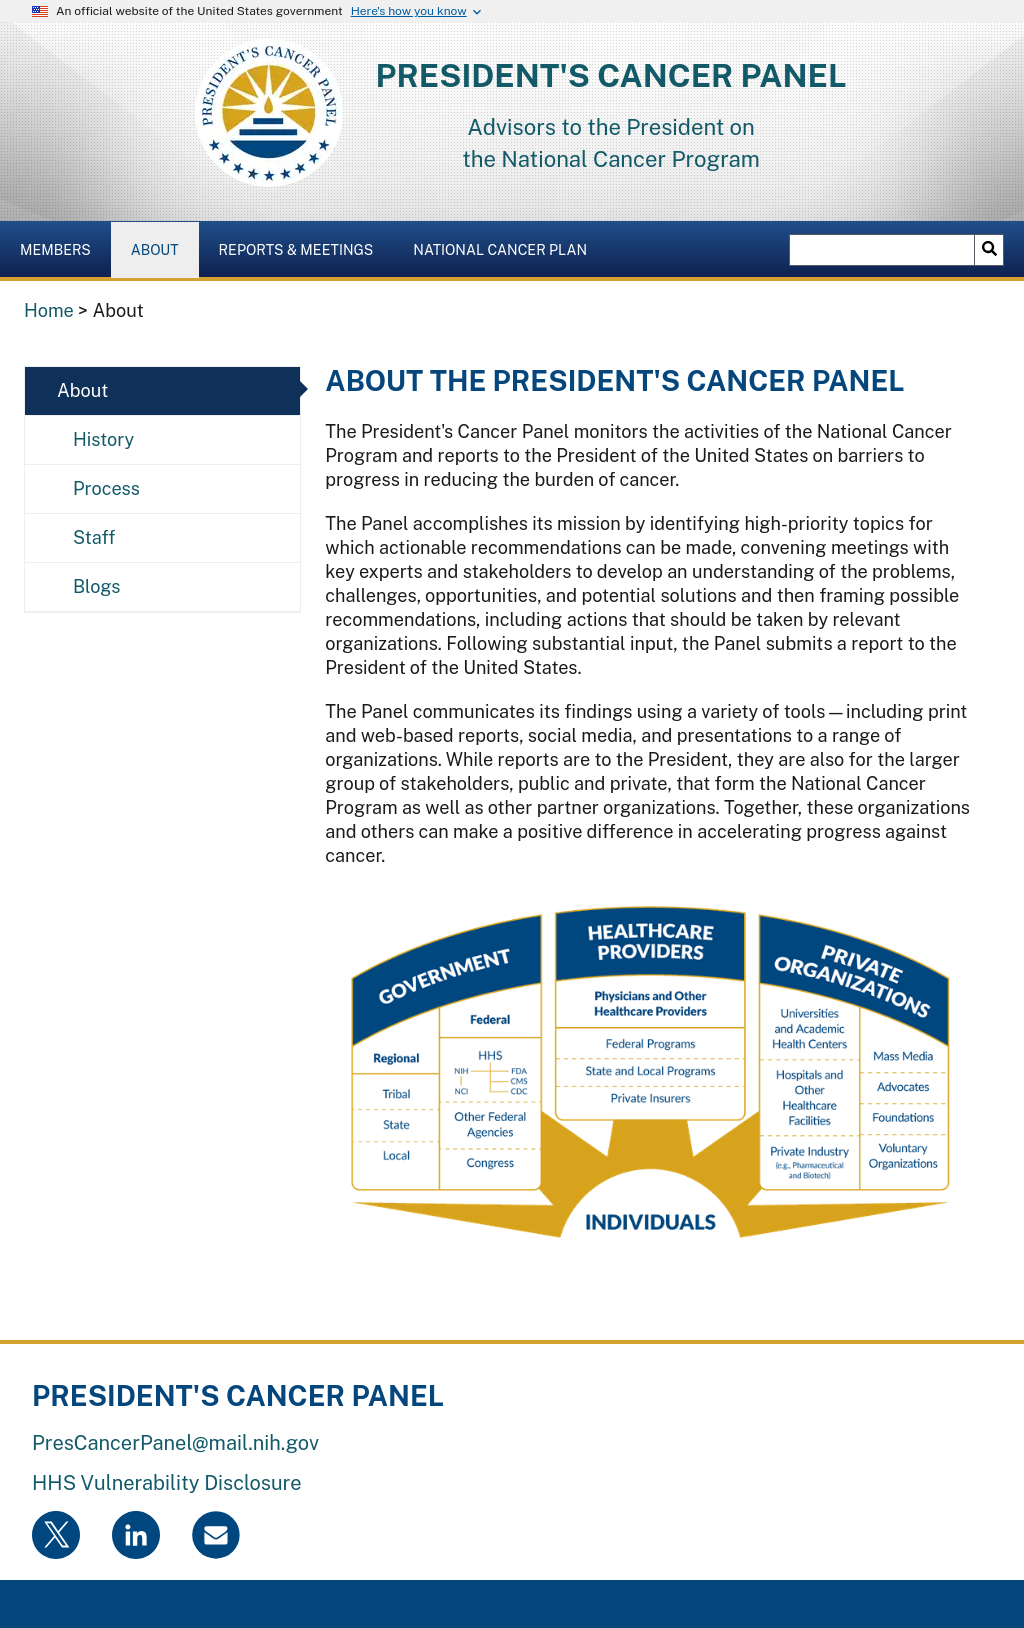 An official website of the United States government Here's how you know
PRESIDENT'S CANCER PANEL
PRESIDENT'S CANCER PANEL
Advisors to the President on
the National Cancer Program
MEMBERS ABOUT REPORTS & MEETINGS NATIONAL CANCER PLAN
Home > About
About
History
Process
Staff
Blogs
ABOUT THE PRESIDENT'S CANCER PANEL
The President's Cancer Panel monitors the activities of the National Cancer
Program and reports to the President of the United States on barriers to
progress in reducing the burden of cancer.
The Panel accomplishes its mission by identifying high-priority topics for
which actionable recommendations can be made, convening meetings with
key experts and stakeholders to develop an understanding of the problems,
challenges, opportunities, and potential solutions and then framing possible
recommendations, including actions that should be taken by relevant
organizations. Following substantial input, the Panel submits a report to the
President of the United States.
The Panel communicates its findings using a variety of tools—including print
and web-based reports, social media, and presentations to a range of
organizations. While reports are to the President, they are also for the larger
group of stakeholders, public and private, that form the National Cancer
Program as well as other partner organizations. Together, these organizations
and others can make a positive difference in accelerating progress against
cancer.
GOVERNMENT
Regional
Tribal
State
Local
Federal
HHS
NIH FDA
CMS
NCI CDC
Other Federal
Agencies
Congress
HEALTHCARE
PROVIDERS
Physicians and Other
Healthcare Providers
Federal Programs
State and Local Programs
Private Insurers
PRIVATE
ORGANIZATIONS
Universities
and Academic
Health Centers
Hospitals and
Other
Healthcare
Facilities
Private Industry
(e.g., Pharmaceutical
and Biotech)
Mass Media
Advocates
Foundations
Voluntary
Organizations
INDIVIDUALS
PRESIDENT'S CANCER PANEL
PresCancerPanel@mail.nih.gov
HHS Vulnerability Disclosure